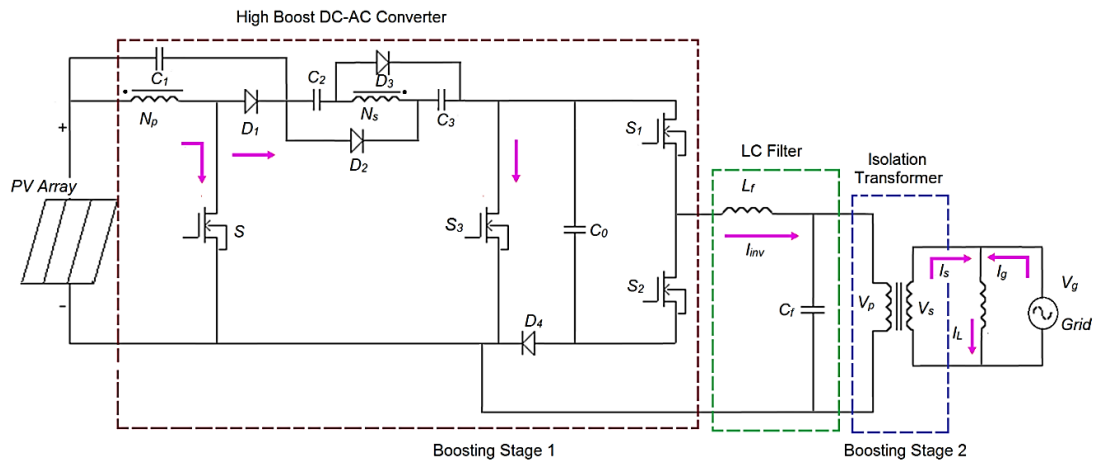 High Boost DC-AC Converter
C1
C2
D3
Np
D1
Ns
C3
D2
+
PV Array
−
S
S3
C0
D4
S1
S2
LC Filter
Lf
Iinv
Cf
Isolation
Transformer
Vp
Vs
Is
Ig
IL
Vg
Grid
Boosting Stage 1
Boosting Stage 2